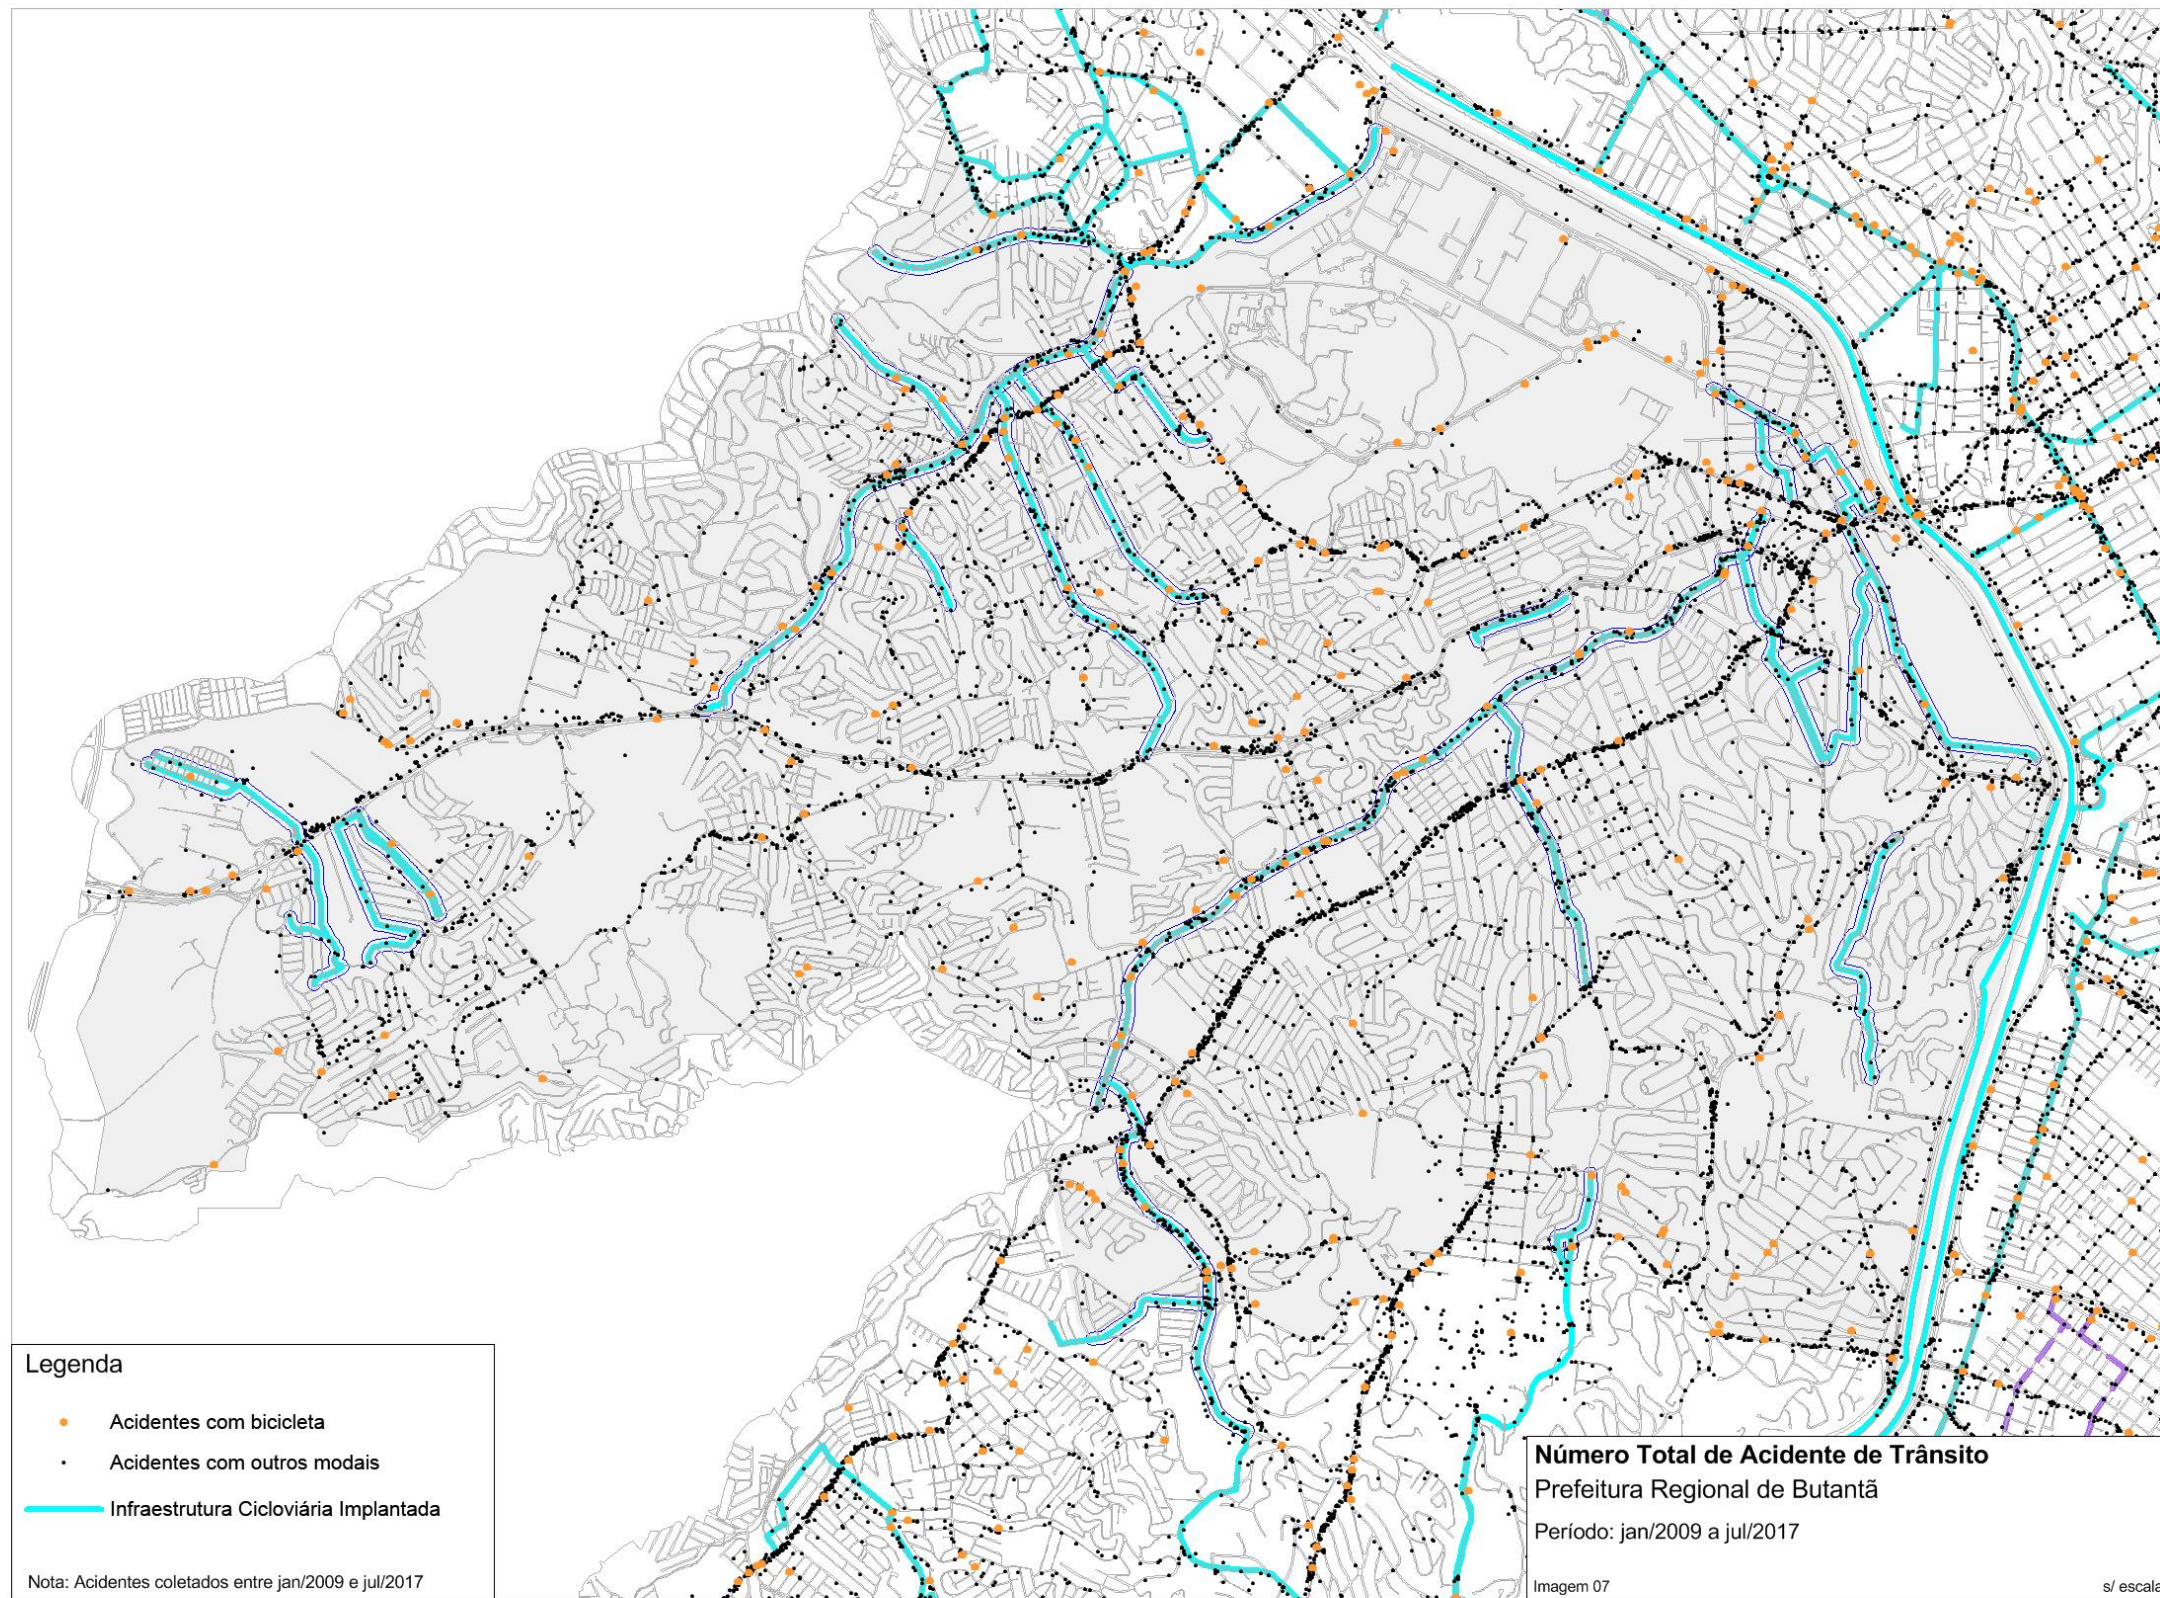 Legenda
Acidentes com bicicleta
Acidentes com outros modais
Infraestrutura Cicloviária Implantada
Nota: Acidentes coletados entre jan/2009 e jul/2017
Número Total de Acidente de Trânsito
Prefeitura Regional de Butantã
Período: jan/2009 a jul/2017
Imagem 07
s/ escala